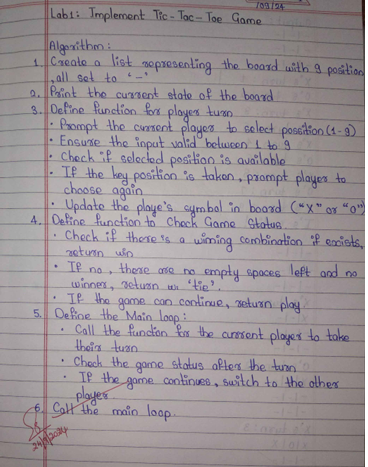 /09/24
Lab1: Implement Tic-Tac-Toe Game
Algorithm:
1. Create a list representing the board with 9 position
, all set to '-'
2. Print the current state of the board
3. Define function for player turn
• Prompt the current player to select possition (1-9)
• Ensure the input valid between 1 to 9
• Check if selected position is available
• If the key position is taken, prompt player to
choose again
• Update the playe's symbol in board ("X" or "O")
4. Define function to Check Game Status
• Check if there's a wining combination if exists,
return win
• If no, there are no empty spaces left and no
winner, return 'tie'.
• If the game can continue, return play
5. Define the Main loop:
• Call the function for the current player to take
their turn
• Check the game status after the turn
• If the game continues, switch to the other
player
6. Call the main loop.